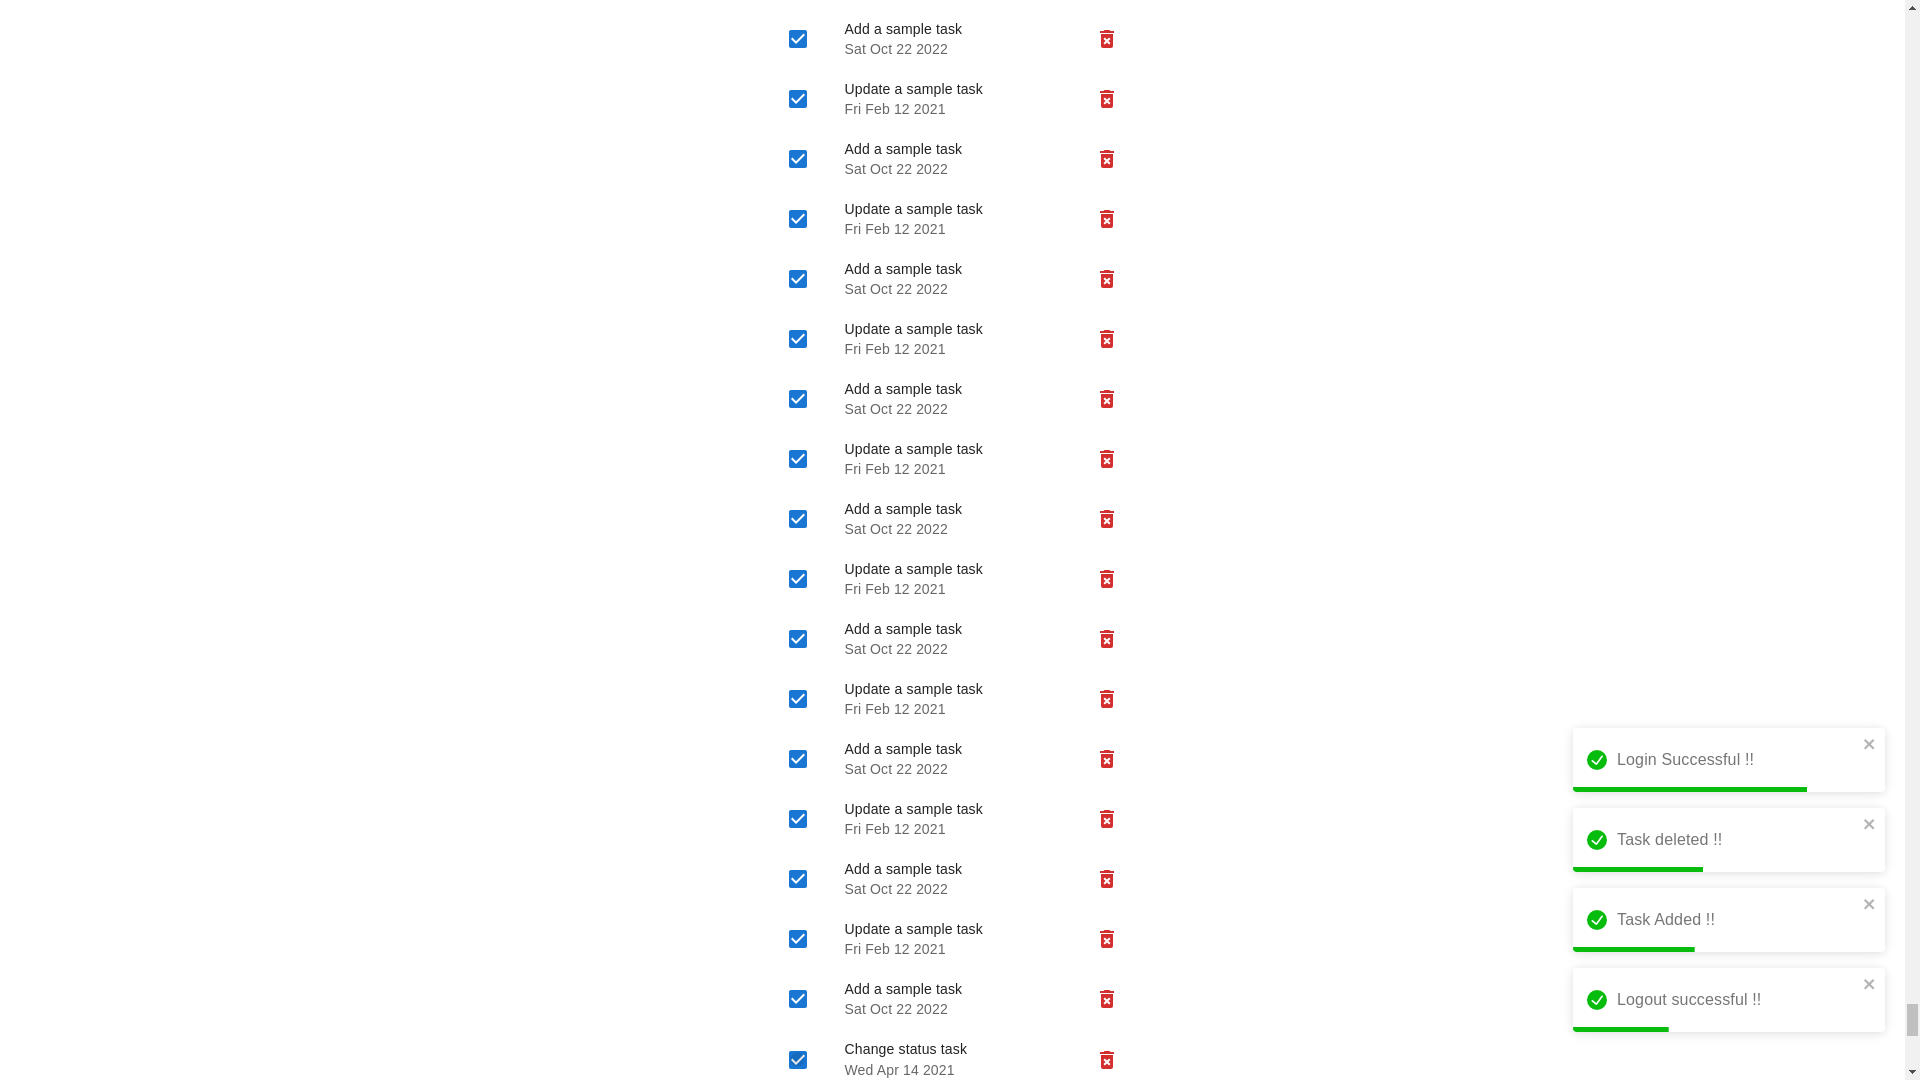 Add a sample task
Sat Oct 22 2022
Update a sample task
Fri Feb 12 2021
Add a sample task
Sat Oct 22 2022
Update a sample task
Fri Feb 12 2021
Add a sample task
Sat Oct 22 2022
Update a sample task
Fri Feb 12 2021
Add a sample task
Sat Oct 22 2022
Update a sample task
Fri Feb 12 2021
Add a sample task
Sat Oct 22 2022
Update a sample task
Fri Feb 12 2021
Add a sample task
Sat Oct 22 2022
Update a sample task
Fri Feb 12 2021
Add a sample task
Sat Oct 22 2022
Update a sample task
Fri Feb 12 2021
Add a sample task
Sat Oct 22 2022
Update a sample task
Fri Feb 12 2021
Add a sample task
Sat Oct 22 2022
Change status task
Wed Apr 14 2021
Login Successful !!
Task deleted !!
Task Added !!
Logout successful !!